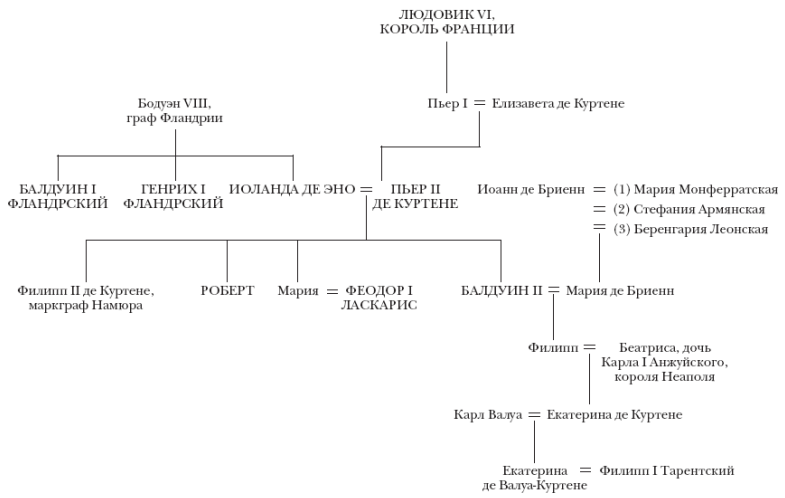 ЛЮДОВИК VI,
КОРОЛЬ ФРАНЦИИ
Бодуэн VIII,
граф Фландрии
Пьер I = Елизавета де Куртене
БАЛДУИН I
ФЛАНДРСКИЙ
ГЕНРИХ I
ФЛАНДРСКИЙ
ИОЛАНДА ДЕ ЭНО = ПЬЕР II
ДЕ КУРТЕНЕ
Иоанн де Бриенн = (1) Мария Монферратская
= (2) Стефания Армянская
= (3) Беренгария Леонская
Филипп II де Куртене,
маркграф Намюра
РОБЕРТ
Мария = ФЕОДОР I
ЛАСКАРИС
БАЛДУИН II = Мария де Бриенн
Филипп = Беатриса, дочь
Карла I Анжуйского,
короля Неаполя
Карл Валуа = Екатерина де Куртене
Екатерина = Филипп I Тарентский
де Валуа-Куртене